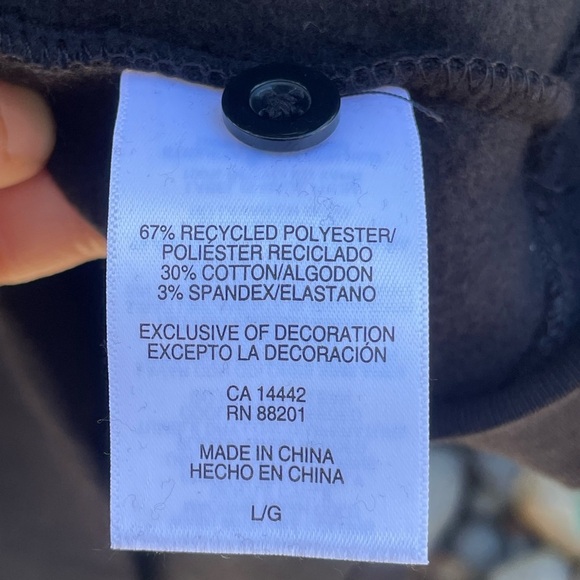 67% RECYCLED POLYESTER/
POLIÉSTER RECICLADO
30% COTTON/ALGODON
3% SPANDEX/ELASTANO
EXCLUSIVE OF DECORATION
EXCEPTO LA DECORACIÓN
CA 14442
RN 88201
MADE IN CHINA
HECHO EN CHINA
L/G